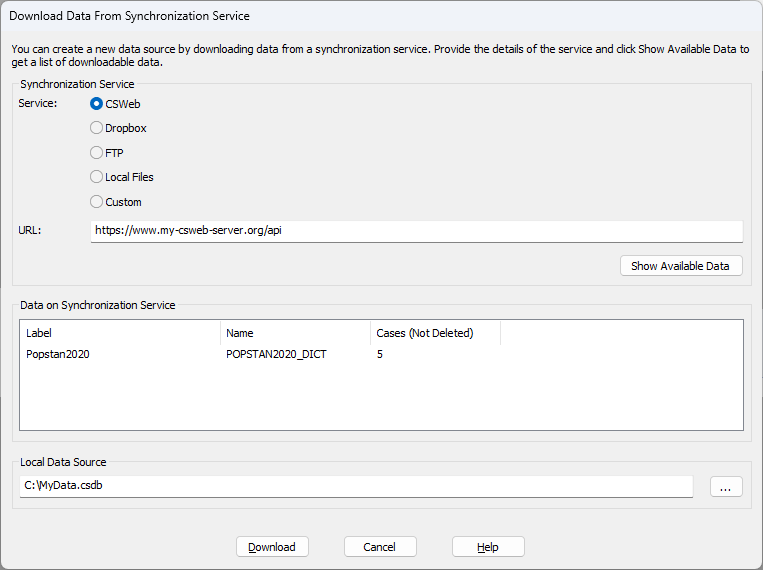 Download Data From Synchronization Service
You can create a new data source by downloading data from a synchronization service. Provide the details of the service and click Show Available Data to
get a list of downloadable data.
Synchronization Service
Service: CSWeb
Dropbox
FTP
Local Files
Custom
URL: https://www.my-csweb-server.org/api
Show Available Data
Data on Synchronization Service
Label Name Cases (Not Deleted)
Popstan2020 POPSTAN2020_DICT 5
Local Data Source
C:\MyData.csdb ...
Download Cancel Help